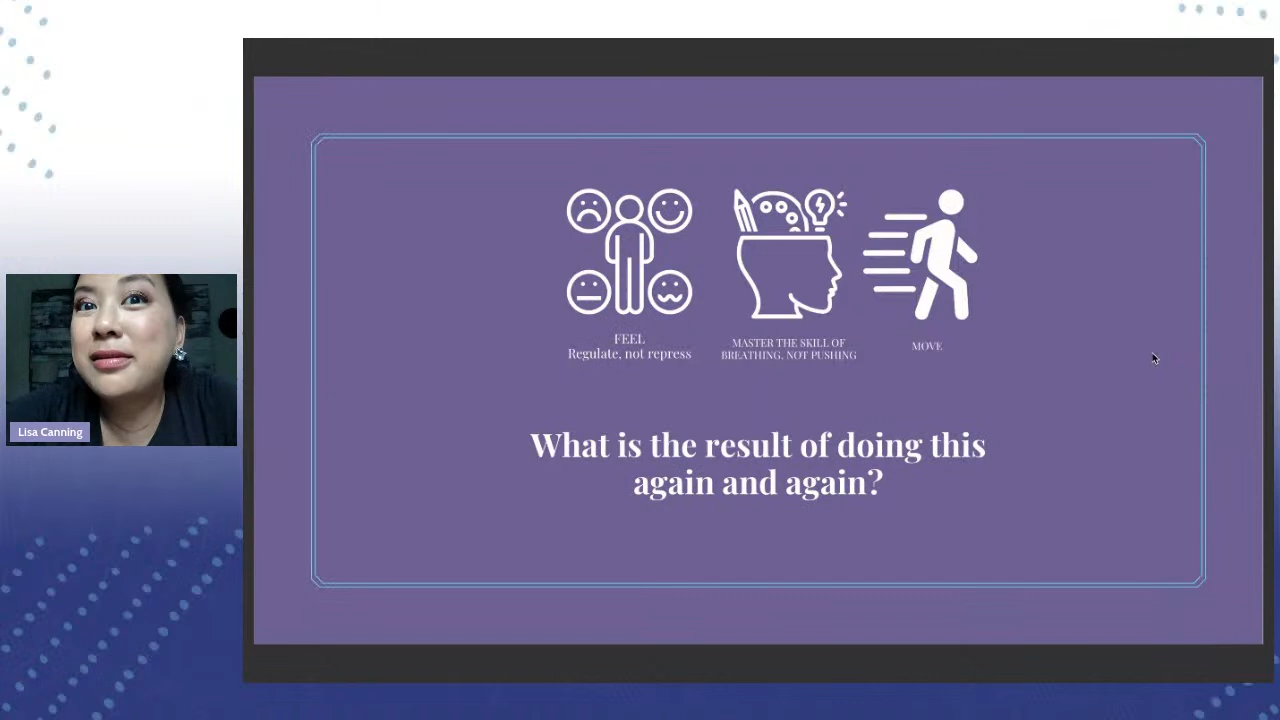 FEEL
Regulate, not repress
MASTER THE SKILL OF
BREATHING, NOT PUSHING
MOVE
What is the result of doing this
again and again?
Lisa Canning